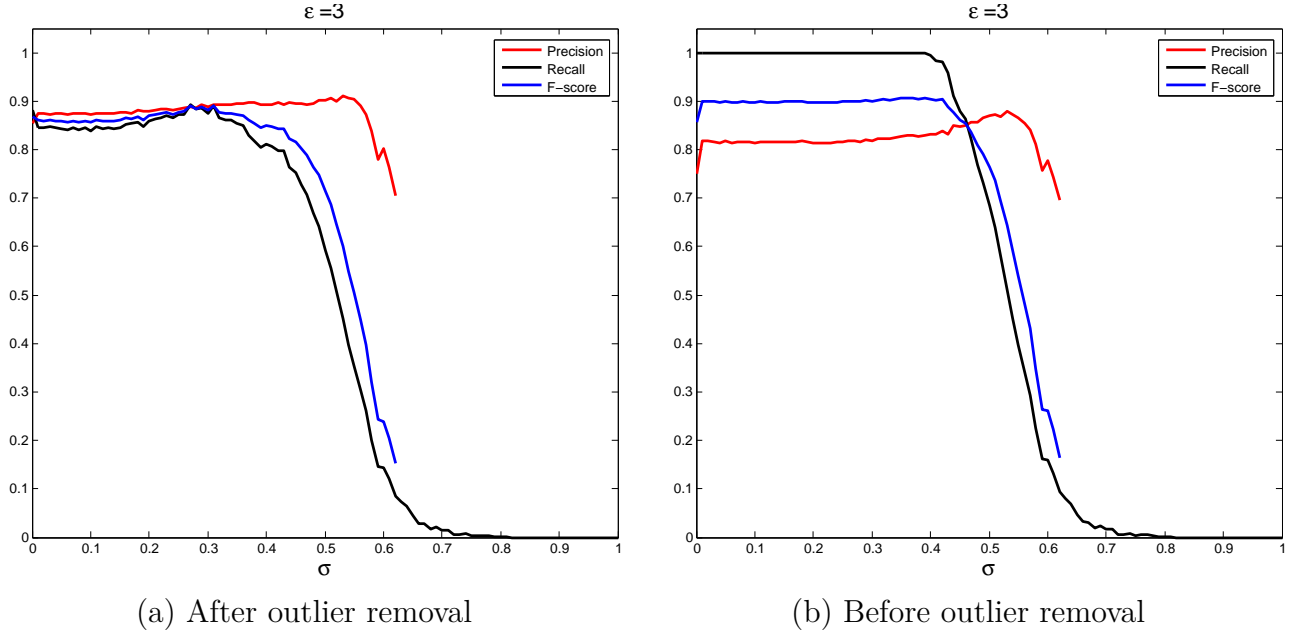 ε =3
1
0.9
0.8
0.7
0.6
0.5
0.4
0.3
0.2
0.1
0
Precision
Recall
F−score
0 0.1 0.2 0.3 0.4 0.5 0.6 0.7 0.8 0.9 1
σ
(a) After outlier removal
ε =3
1
0.9
0.8
0.7
0.6
0.5
0.4
0.3
0.2
0.1
0
Precision
Recall
F−score
0 0.1 0.2 0.3 0.4 0.5 0.6 0.7 0.8 0.9 1
σ
(b) Before outlier removal